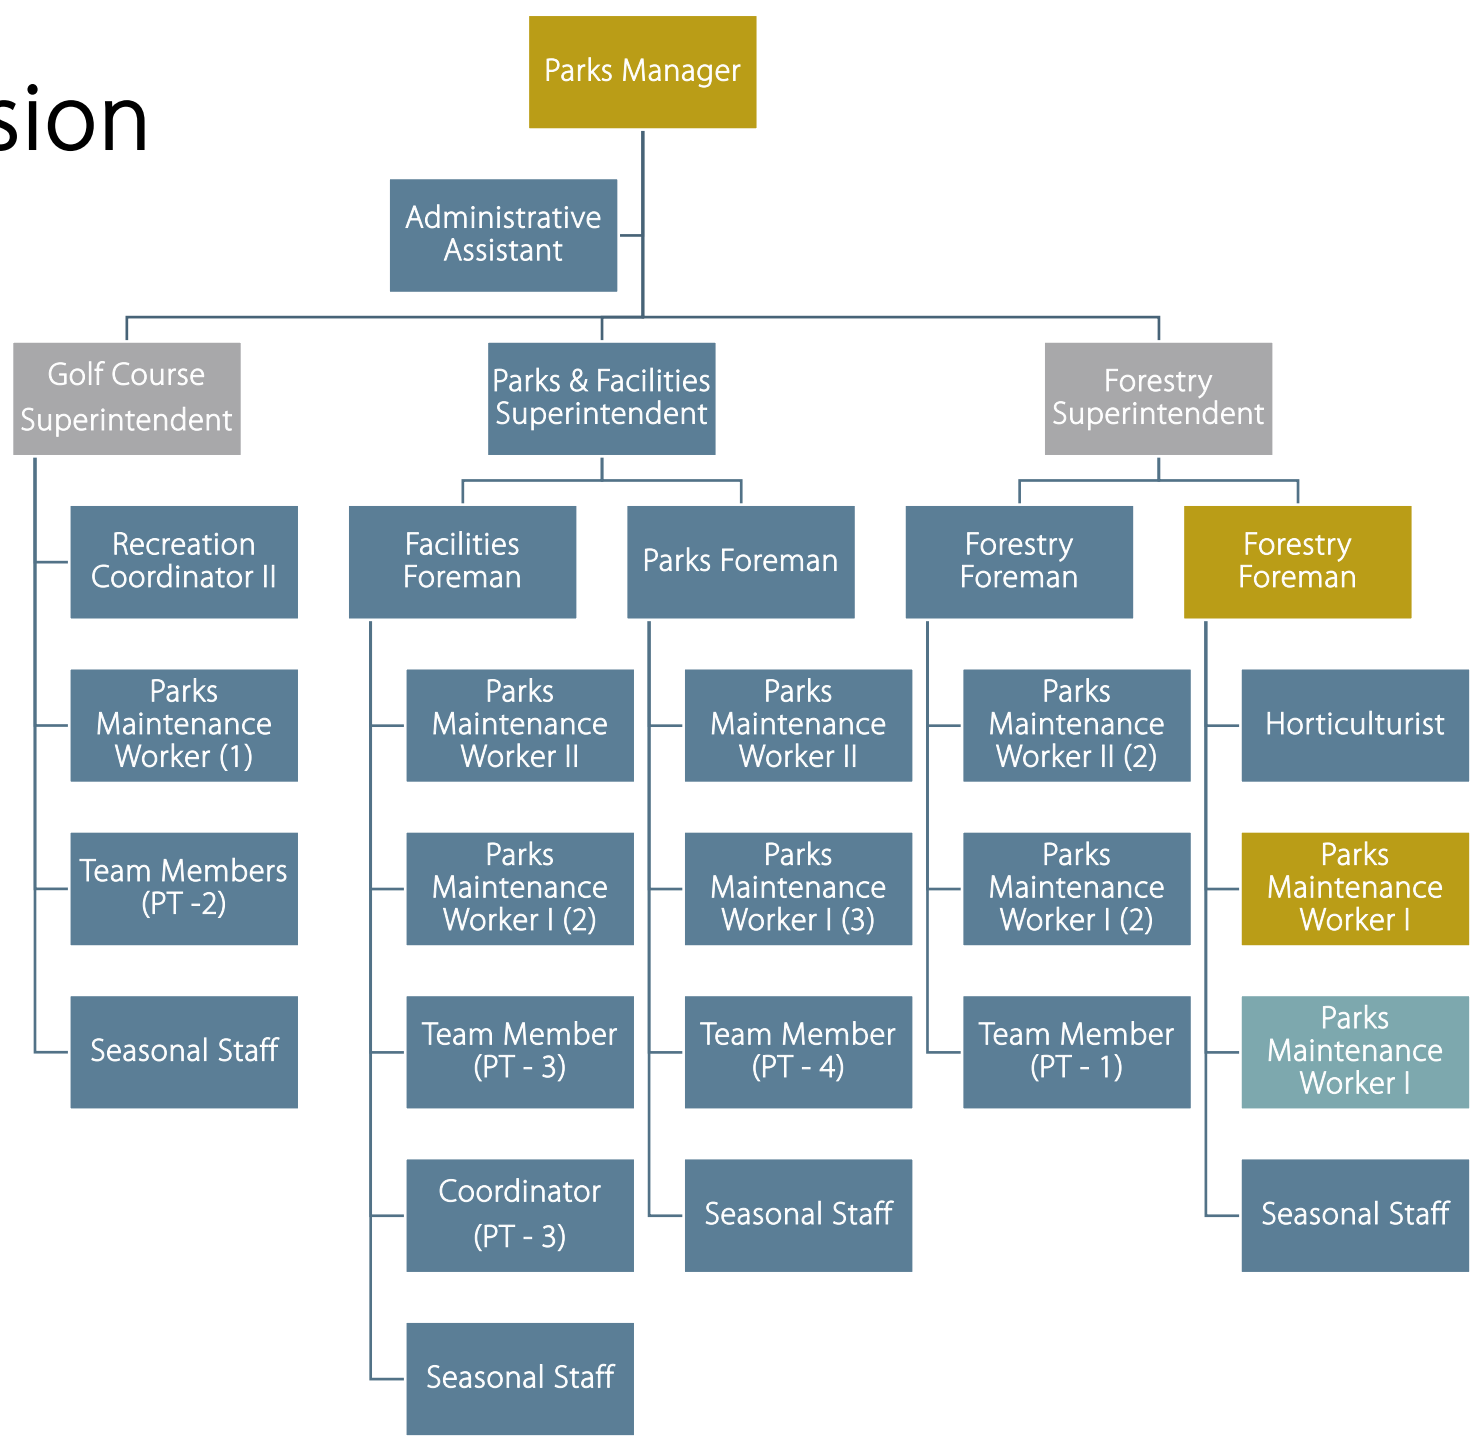 sion
Parks Manager
Administrative
Assistant
Golf Course
Superintendent
Parks & Facilities
Superintendent
Forestry
Superintendent
Recreation
Coordinator II
Parks
Maintenance
Worker (1)
Team Members
(PT -2)
Seasonal Staff
Facilities
Foreman
Parks
Maintenance
Worker II
Parks
Maintenance
Worker I (2)
Team Member
(PT - 3)
Coordinator
(PT - 3)
Seasonal Staff
Parks Foreman
Parks
Maintenance
Worker II
Parks
Maintenance
Worker I (3)
Team Member
(PT - 4)
Seasonal Staff
Forestry
Foreman
Parks
Maintenance
Worker II (2)
Parks
Maintenance
Worker I (2)
Team Member
(PT - 1)
Forestry
Foreman
Horticulturist
Parks
Maintenance
Worker I
Parks
Maintenance
Worker I
Seasonal Staff